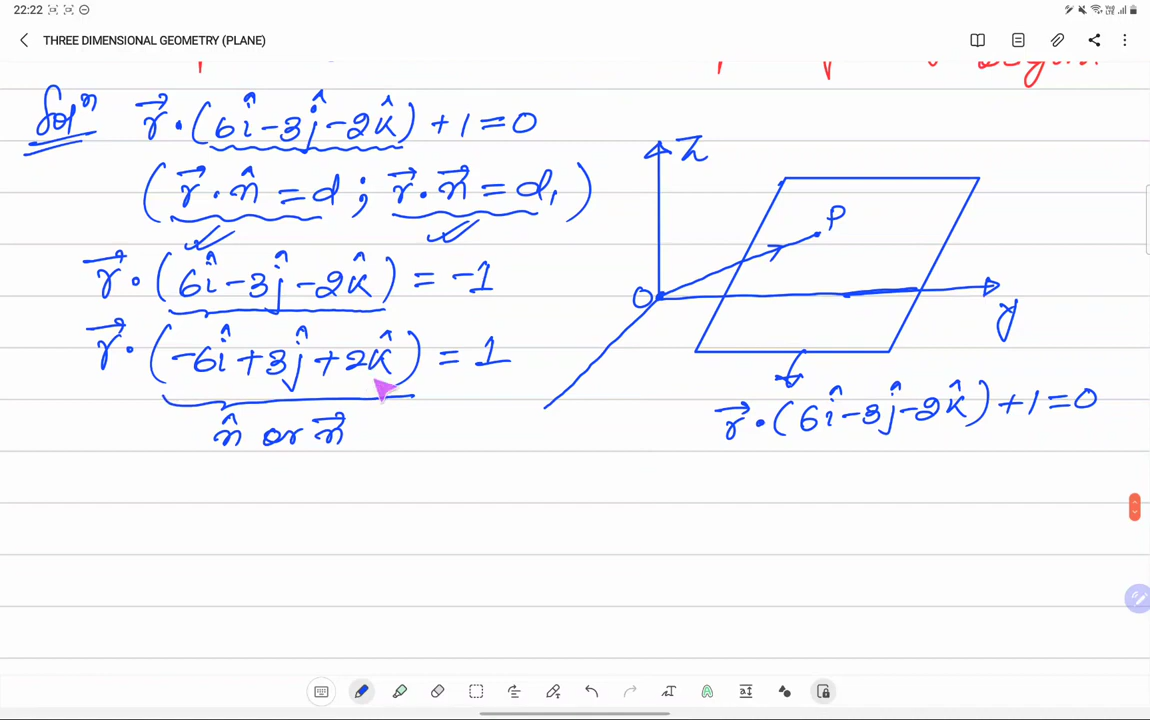 22:22
THREE DIMENSIONAL GEOMETRY (PLANE)
Solⁿ r⃗·(6î-3ĵ-2k̂)+1=0
(r⃗·n̂=d; r⃗·n⃗=d₁)
r⃗·(6î-3ĵ-2k̂)=-1
r⃗·(-6î+3ĵ+2k̂)=1
n̂ or n⃗
Z
P
O
y
r⃗·(6î-3ĵ-2k̂)+1=0